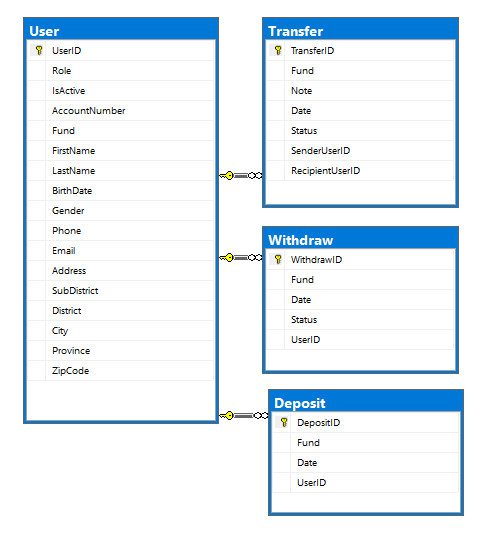 User
UserID
Role
IsActive
AccountNumber
Fund
FirstName
LastName
BirthDate
Gender
Phone
Email
Address
SubDistrict
District
City
Province
ZipCode
Transfer
TransferID
Fund
Note
Date
Status
SenderUserID
RecipientUserID
Withdraw
WithdrawID
Fund
Date
Status
UserID
Deposit
DepositID
Fund
Date
UserID